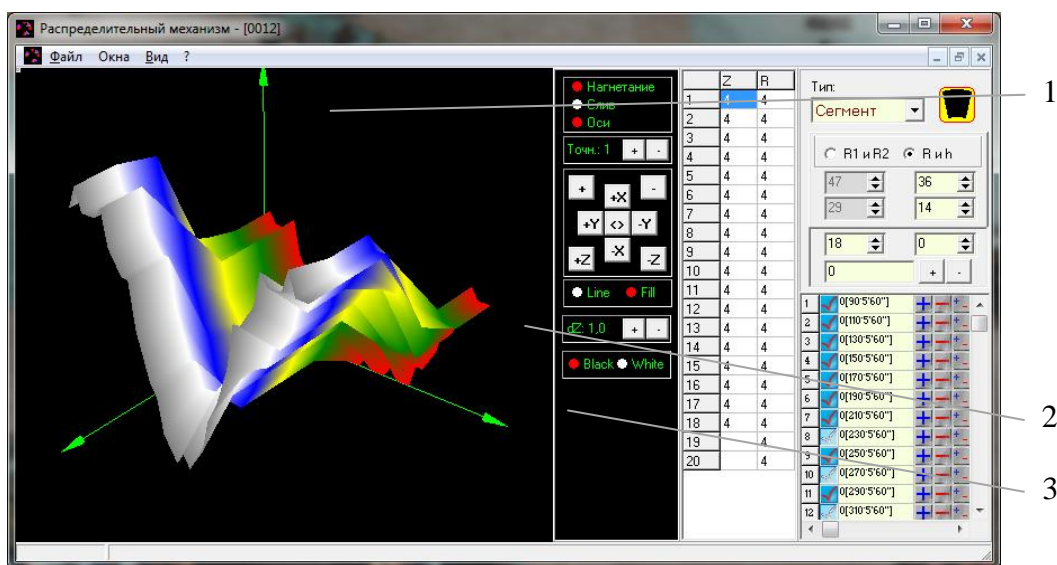 Распределительный механизм - [0012]
Файл Окна Вид ?
Нагнетание
Слив
Оси
Точн.: 1 + -
+ +X -
+Y <> -Y
+Z -X -Z
Line Fill
dZ: 1,0 + -
Black White
Z R
1 4 4
2 4 4
3 4 4
4 4 4
5 4 4
6 4 4
7 4 4
8 4 4
9 4 4
10 4 4
11 4 4
12 4 4
13 4 4
14 4 4
15 4 4
16 4 4
17 4 4
18 4 4
19 4
20 4
Тип:
Сегмент
R1 и R2 R и h
47 36
29 14
18 0
0 + -
1 0[90°5'60"]
2 0[110°5'60"]
3 0[130°5'60"]
4 0[150°5'60"]
5 0[170°5'60"]
6 0[190°5'60"]
7 0[210°5'60"]
8 0[230°5'60"]
9 0[250°5'60"]
10 0[270°5'60"]
11 0[290°5'60"]
12 0[310°5'60"]
1
2
3